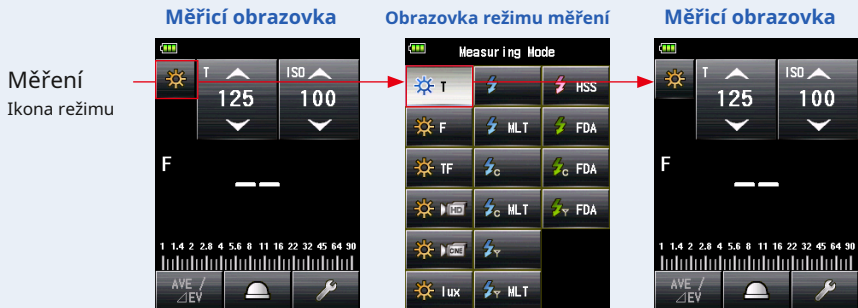 Měřicí obrazovka
Obrazovka režimu měření
Měřicí obrazovka
Měření
Ikona režimu
T
125
ISO
100
F
1 1.4 2 2.8 4 5.6 8 11 16 22 32 45 64 90
AVE /
⊿EV
Measuring Mode
T
HSS
F
MLT
FDA
TF
C
C FDA
HD
C MLT
Y FDA
CINE
Y
lux
Y MLT
T
125
ISO
100
F
1 1.4 2 2.8 4 5.6 8 11 16 22 32 45 64 90
AVE /
⊿EV